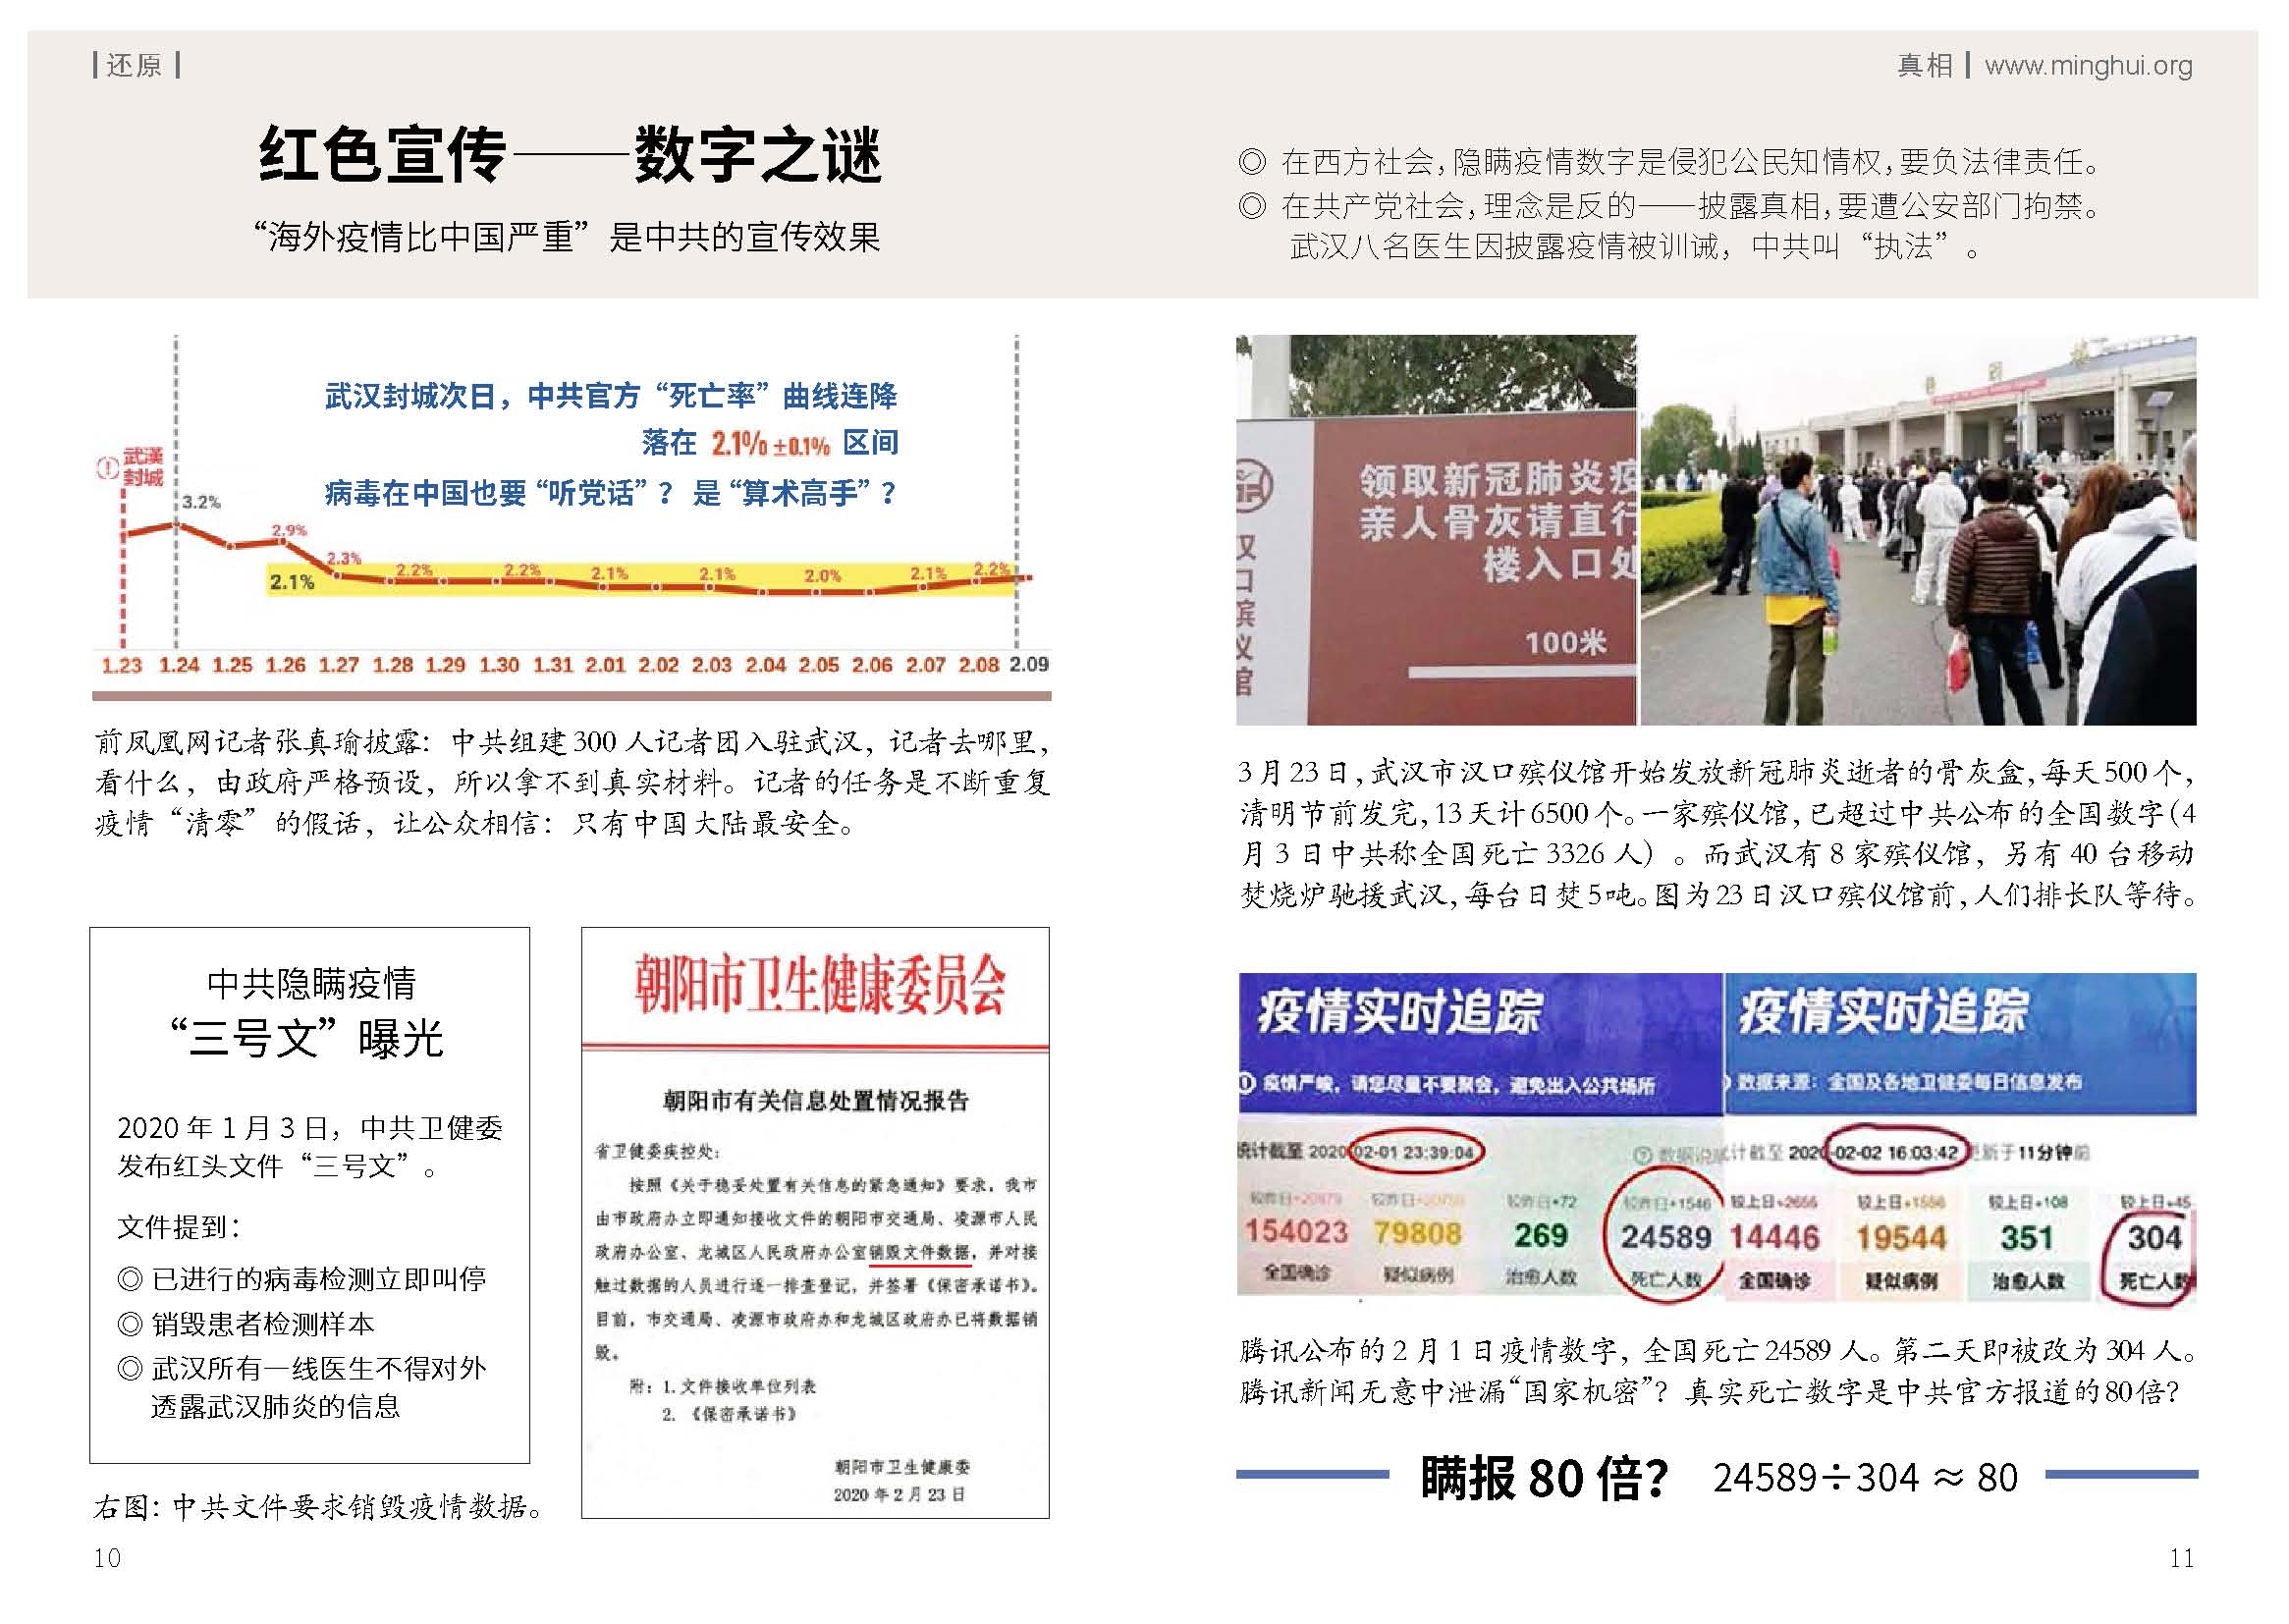 还原
红色宣传——数字之谜
“海外疫情比中国严重”是中共的宣传效果
武汉封城次日，中共官方“死亡率”曲线连降
落在 2.1% ±0.1% 区间
病毒在中国也要“听党话”？ 是“算术高手”？
武漢
封城
3.2%
2.9%
2.3%
2.1%
2.2%
2.2%
2.1%
2.1%
2.0%
2.1%
2.2%
1.23 1.24 1.25 1.26 1.27 1.28 1.29 1.30 1.31 2.01 2.02 2.03 2.04 2.05 2.06 2.07 2.08 2.09
前凤凰网记者张真瑜披露：中共组建300 人记者团入驻武汉，记者去哪里，
看什么，由政府严格预设，所以拿不到真实材料。记者的任务是不断重复
疫情“清零”的假话，让公众相信：只有中国大陆最安全。
中共隐瞒疫情
“三号文”曝光
2020 年 1 月 3 日，中共卫健委
发布红头文件“三号文”。
文件提到：
◎ 已进行的病毒检测立即叫停
◎ 销毁患者检测样本
◎ 武汉所有一线医生不得对外
透露武汉肺炎的信息
右图：中共文件要求销毁疫情数据。
10
朝阳市卫生健康委员会
朝阳市有关信息处置情况报告
省卫健委疾控处：
按照《关于稳妥处置有关信息的紧急通知》要求，我市
由市政府办立即通知接收文件的朝阳市交通局、凌源市人民
政府办公室、龙城区人民政府办公室销毁文件数据，并对接
触过数据的人员进行逐一排查登记，并签署《保密承诺书》。
目前，市交通局、凌源市政府办和龙城区政府办已将数据销
毁。
附：1. 文件接收单位列表
2. 《保密承诺书》
朝阳市卫生健康委
2020 年 2 月 23 日
真相 www.minghui.org
◎ 在西方社会，隐瞒疫情数字是侵犯公民知情权，要负法律责任。
◎ 在共产党社会，理念是反的——披露真相，要遭公安部门拘禁。
武汉八名医生因披露疫情被训诫，中共叫“执法”。
领取新冠肺炎疫
亲人骨灰请直行
楼入口处
100米
3月23日，武汉市汉口殡仪馆开始发放新冠肺炎逝者的骨灰盒，每天500个，
清明节前发完，13天计6500个。一家殡仪馆，已超过中共公布的全国数字（4
月 3 日中共称全国死亡 3326 人）。而武汉有 8 家殡仪馆，另有 40 台移动
焚烧炉驰援武汉，每台日焚5吨。图为23日汉口殡仪馆前，人们排长队等待。
疫情实时追踪
疫情严峻，请您尽量不要聚会，避免出入公共场所
统计截至 2020-02-01 23:39:04
较昨日+72
较昨日+1546
154023 79808 269 24589
全国确诊 疑似病例 治愈人数 死亡人数
疫情实时追踪
数据来源：全国及各地卫健委每日信息发布
计截至 2020-02-02 16:03:42 更新于11分钟前
较上日+2656 较上日+1556 较上日+108 较上日+45
14446 19544 351 304
全国确诊 疑似病例 治愈人数 死亡人数
腾讯公布的 2 月 1 日疫情数字，全国死亡24589 人。第二天即被改为 304 人。
腾讯新闻无意中泄漏“国家机密”？真实死亡数字是中共官方报道的80倍？
瞒报 80 倍？ 24589÷304 ≈ 80
11